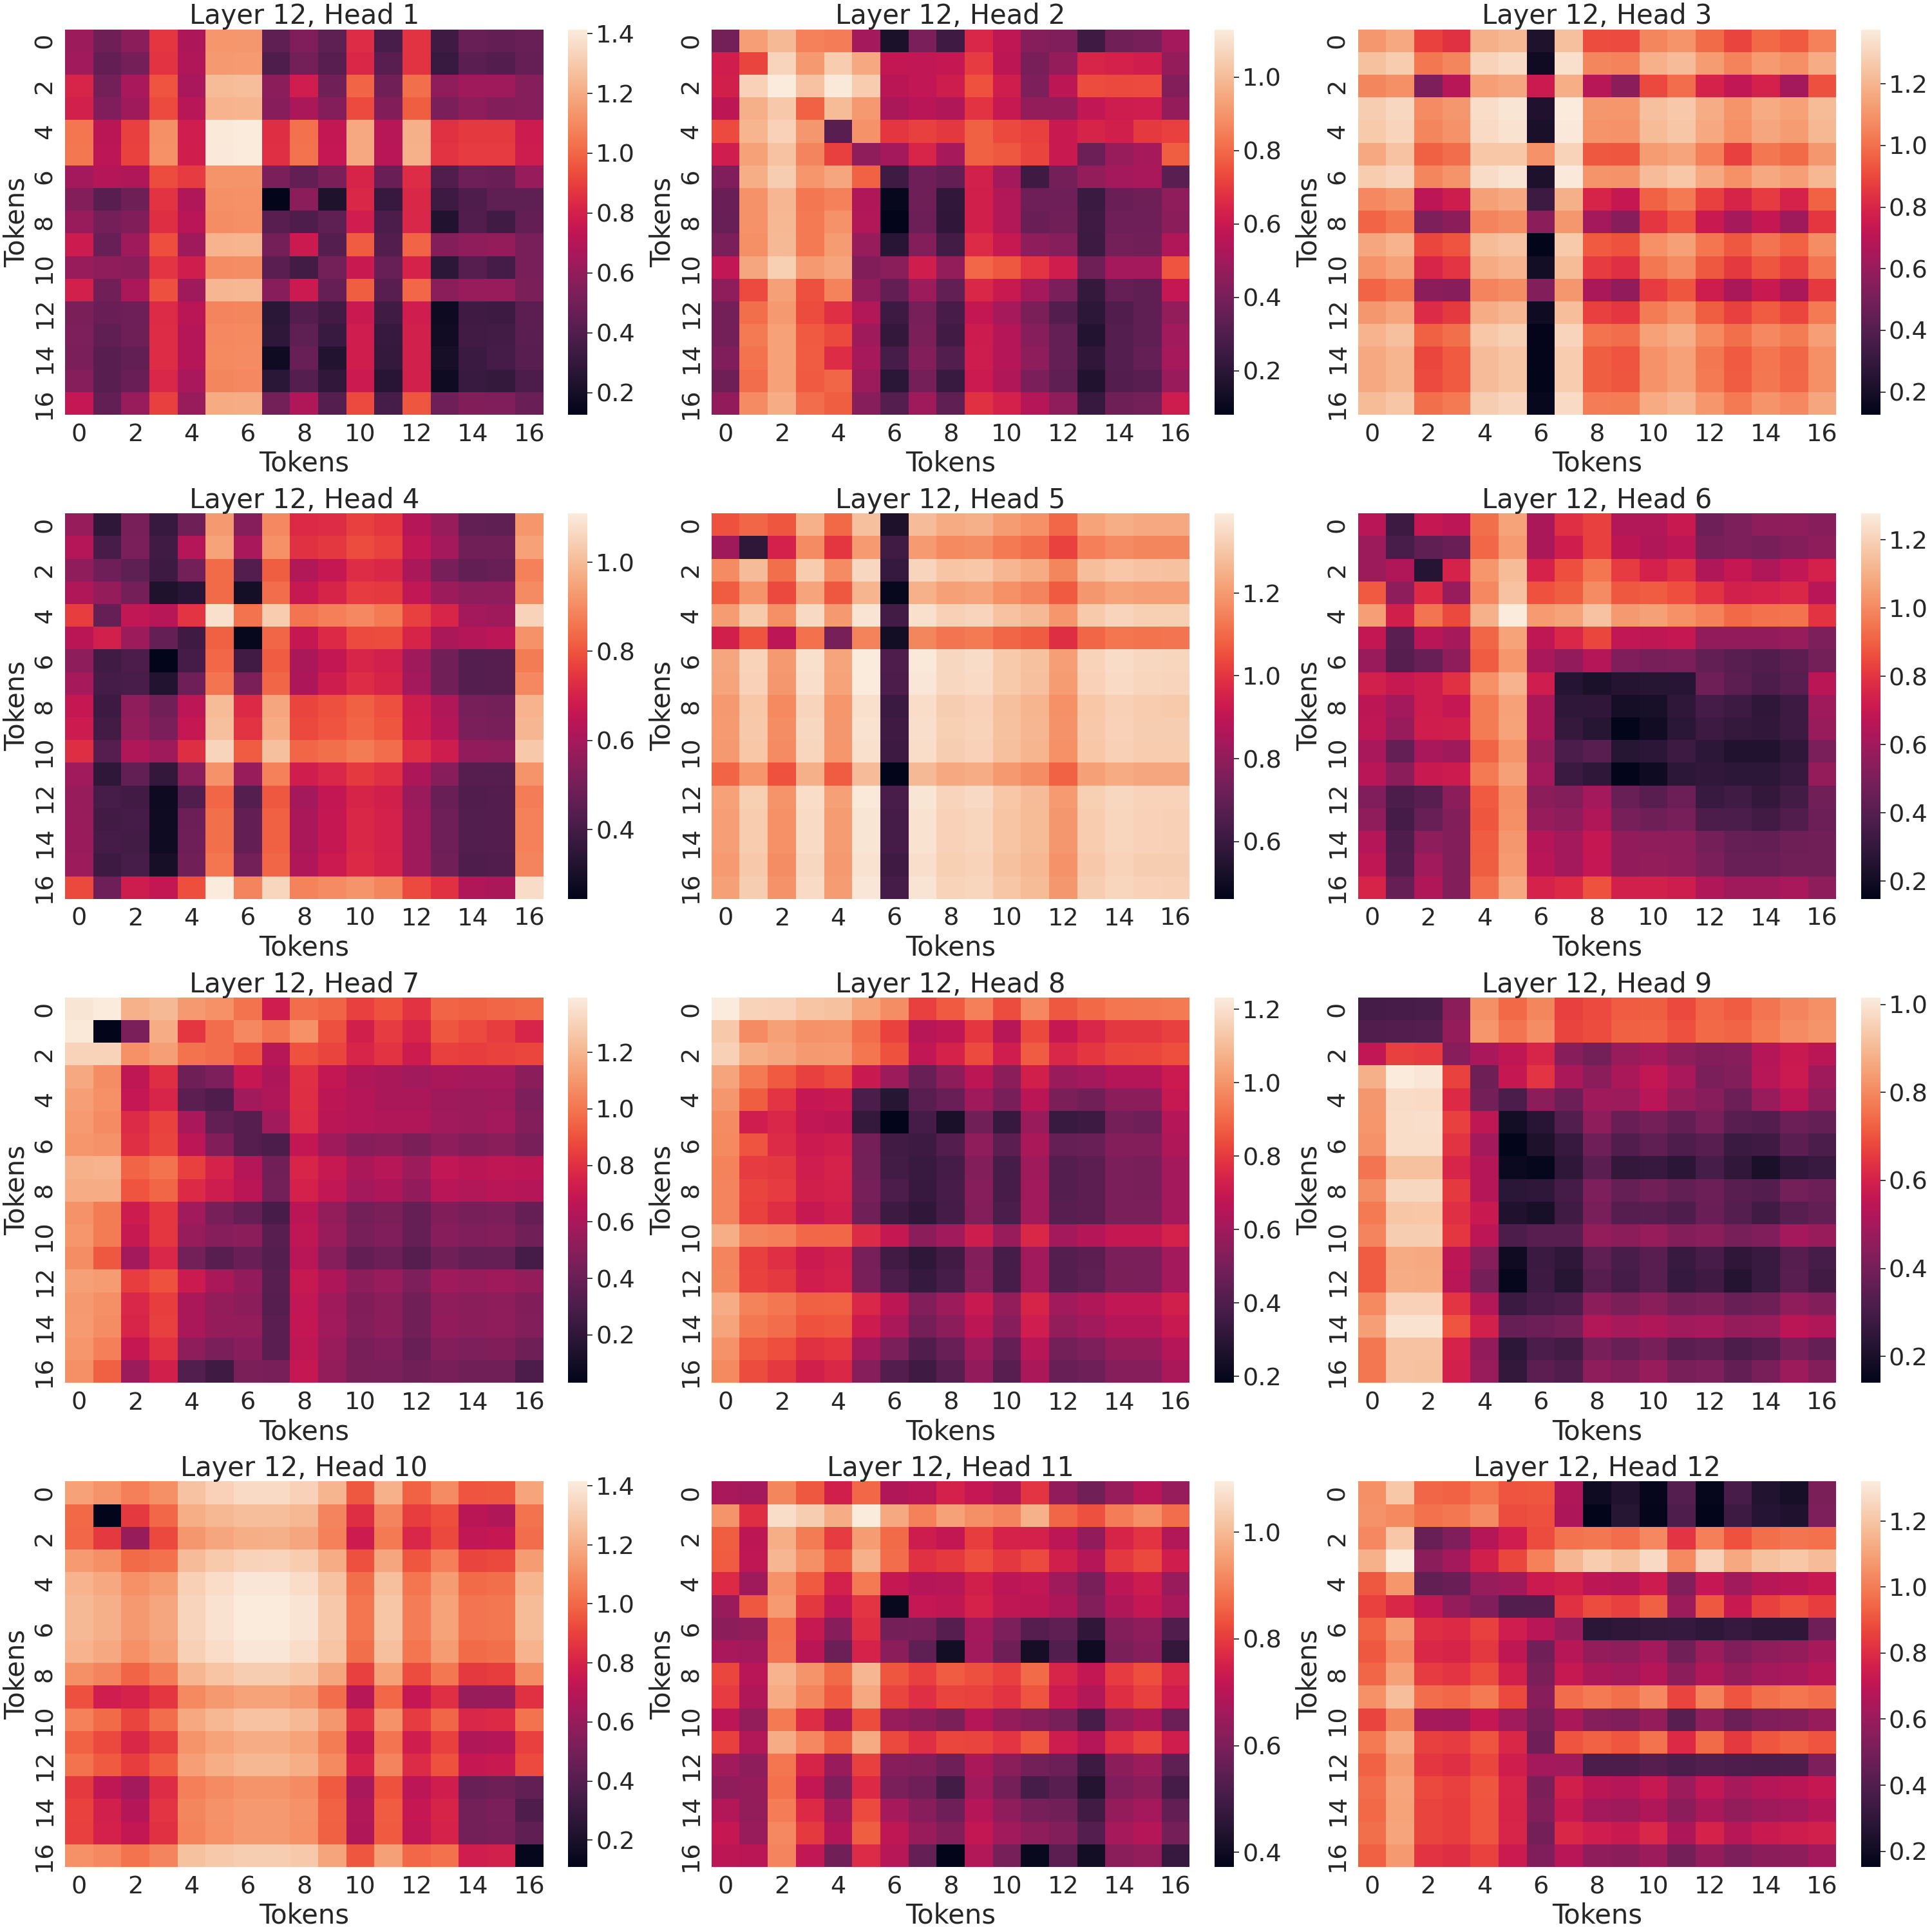 Layer 12, Head 1
Tokens
0 2 4 6 8 10 12 14 16
0 2 4 6 8 10 12 14 16
Tokens
1.4 1.2 1.0 0.8 0.6 0.4 0.2
Layer 12, Head 2
Tokens
0 2 4 6 8 10 12 14 16
0 2 4 6 8 10 12 14 16
Tokens
1.0 0.8 0.6 0.4 0.2
Layer 12, Head 3
Tokens
0 2 4 6 8 10 12 14 16
0 2 4 6 8 10 12 14 16
Tokens
1.2 1.0 0.8 0.6 0.4 0.2
Layer 12, Head 4
Tokens
0 2 4 6 8 10 12 14 16
0 2 4 6 8 10 12 14 16
Tokens
1.0 0.8 0.6 0.4
Layer 12, Head 5
Tokens
0 2 4 6 8 10 12 14 16
0 2 4 6 8 10 12 14 16
Tokens
1.2 1.0 0.8 0.6
Layer 12, Head 6
Tokens
0 2 4 6 8 10 12 14 16
0 2 4 6 8 10 12 14 16
Tokens
1.2 1.0 0.8 0.6 0.4 0.2
Layer 12, Head 7
Tokens
0 2 4 6 8 10 12 14 16
0 2 4 6 8 10 12 14 16
Tokens
1.2 1.0 0.8 0.6 0.4 0.2
Layer 12, Head 8
Tokens
0 2 4 6 8 10 12 14 16
0 2 4 6 8 10 12 14 16
Tokens
1.2 1.0 0.8 0.6 0.4 0.2
Layer 12, Head 9
Tokens
0 2 4 6 8 10 12 14 16
0 2 4 6 8 10 12 14 16
Tokens
1.0 0.8 0.6 0.4 0.2
Layer 12, Head 10
Tokens
0 2 4 6 8 10 12 14 16
0 2 4 6 8 10 12 14 16
Tokens
1.4 1.2 1.0 0.8 0.6 0.4 0.2
Layer 12, Head 11
Tokens
0 2 4 6 8 10 12 14 16
0 2 4 6 8 10 12 14 16
Tokens
1.0 0.8 0.6 0.4
Layer 12, Head 12
Tokens
0 2 4 6 8 10 12 14 16
0 2 4 6 8 10 12 14 16
Tokens
1.2 1.0 0.8 0.6 0.4 0.2